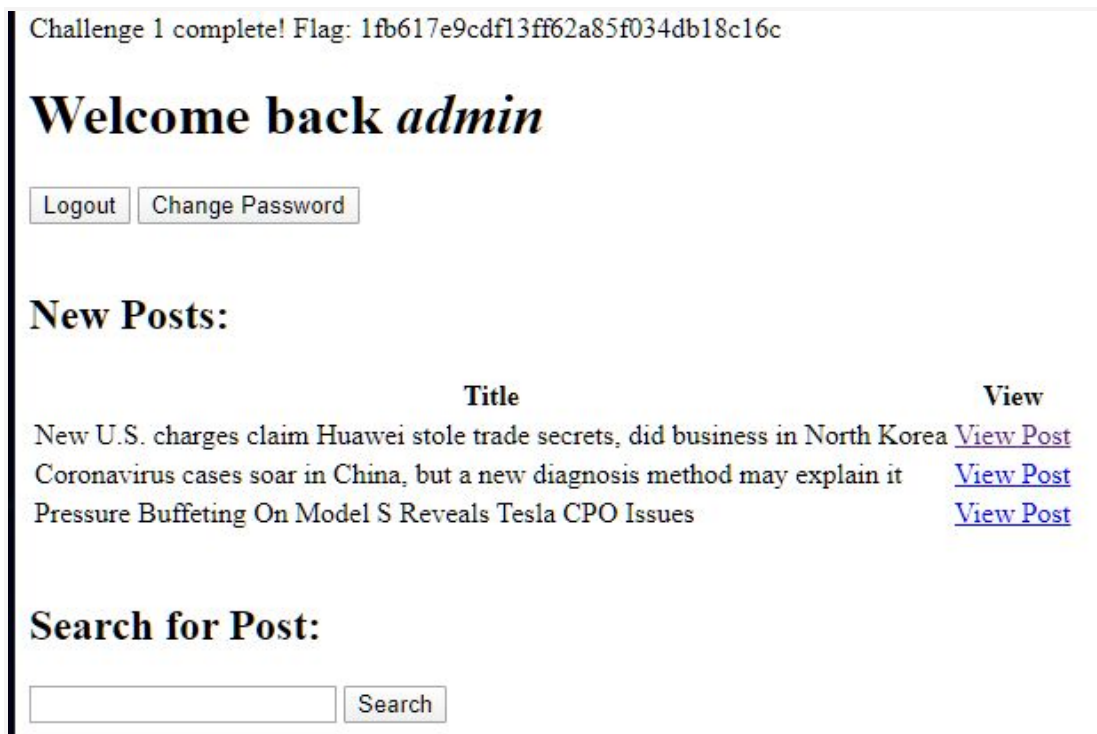 Challenge 1 complete! Flag: 1fb617e9cdf13ff62a85f034db18c16c
Welcome back admin
Logout Change Password
New Posts:
Title View
New U.S. charges claim Huawei stole trade secrets, did business in North Korea View Post
Coronavirus cases soar in China, but a new diagnosis method may explain it View Post
Pressure Buffeting On Model S Reveals Tesla CPO Issues View Post
Search for Post:
Search